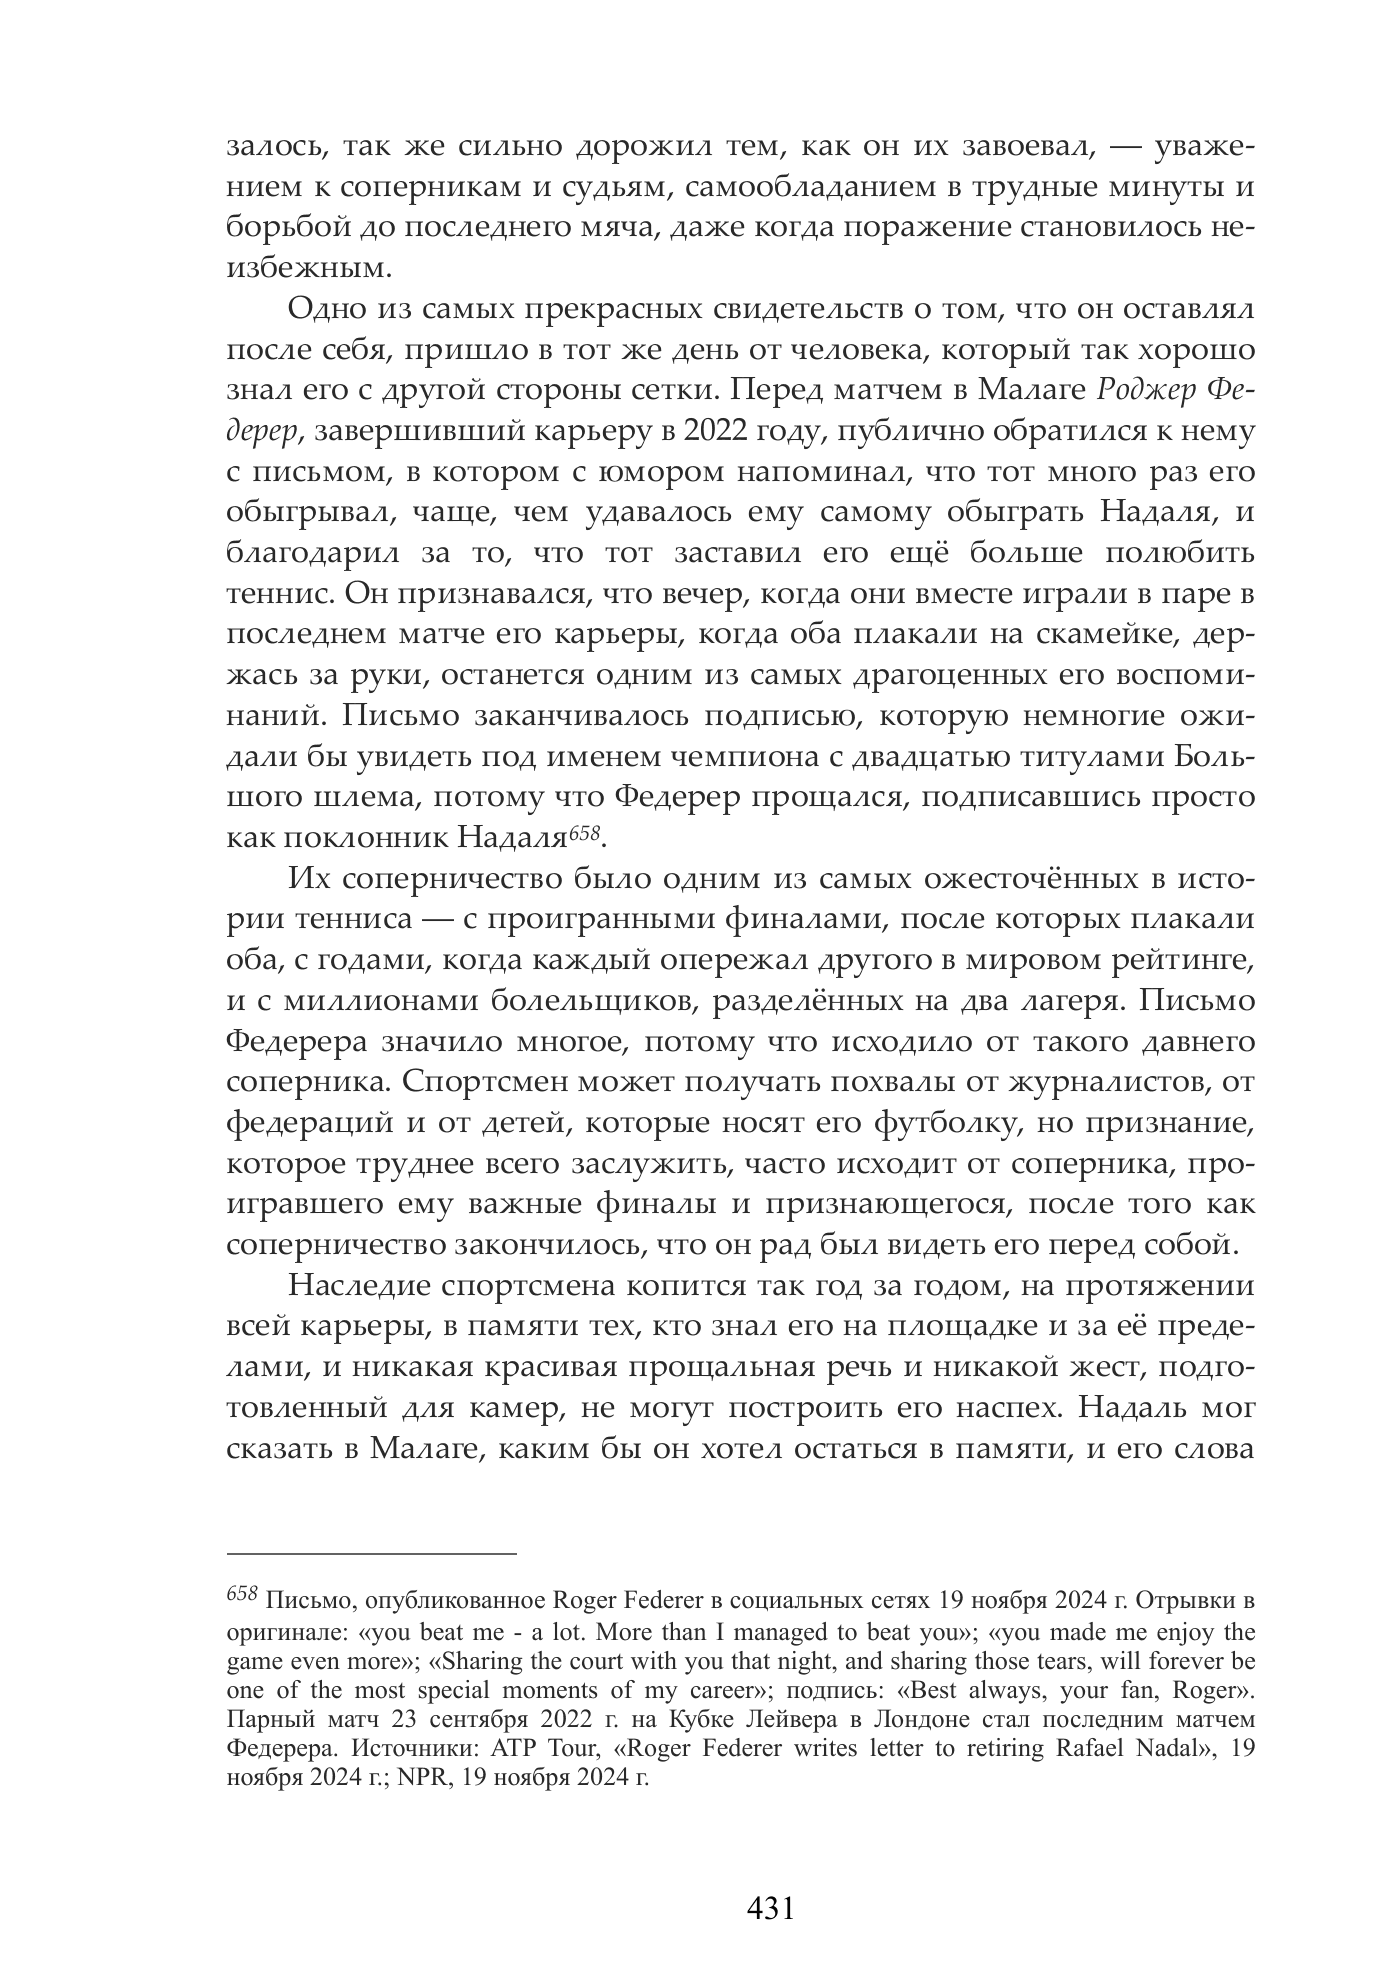 залось, так же сильно дорожил тем, как он их завоевал, — уваже-
нием к соперникам и судьям, самообладанием в трудные минуты и
борьбой до последнего мяча, даже когда поражение становилось не-
избежным.
Одно из самых прекрасных свидетельств о том, что он оставлял
после себя, пришло в тот же день от человека, который так хорошо
знал его с другой стороны сетки. Перед матчем в Малаге Роджер Фе-
дерер, завершивший карьеру в 2022 году, публично обратился к нему
с письмом, в котором с юмором напоминал, что тот много раз его
обыгрывал, чаще, чем удавалось ему самому обыграть Надаля, и
благодарил за то, что тот заставил его ещё больше полюбить
теннис. Он признавался, что вечер, когда они вместе играли в паре в
последнем матче его карьеры, когда оба плакали на скамейке, дер-
жась за руки, останется одним из самых драгоценных его воспоми-
наний. Письмо заканчивалось подписью, которую немногие ожи-
дали бы увидеть под именем чемпиона с двадцатью титулами Боль-
шого шлема, потому что Федерер прощался, подписавшись просто
как поклонник Надаля658.
Их соперничество было одним из самых ожесточённых в исто-
рии тенниса — с проигранными финалами, после которых плакали
оба, с годами, когда каждый опережал другого в мировом рейтинге,
и с миллионами болельщиков, разделённых на два лагеря. Письмо
Федерера значило многое, потому что исходило от такого давнего
соперника. Спортсмен может получать похвалы от журналистов, от
федераций и от детей, которые носят его футболку, но признание,
которое труднее всего заслужить, часто исходит от соперника, про-
игравшего ему важные финалы и признающегося, после того как
соперничество закончилось, что он рад был видеть его перед собой.
Наследие спортсмена копится так год за годом, на протяжении
всей карьеры, в памяти тех, кто знал его на площадке и за её преде-
лами, и никакая красивая прощальная речь и никакой жест, подго-
товленный для камер, не могут построить его наспех. Надаль мог
сказать в Малаге, каким бы он хотел остаться в памяти, и его слова
658 Письмо, опубликованное Roger Federer в социальных сетях 19 ноября 2024 г. Отрывки в
оригинале: «you beat me - a lot. More than I managed to beat you»; «you made me enjoy the
game even more»; «Sharing the court with you that night, and sharing those tears, will forever be
one of the most special moments of my career»; подпись: «Best always, your fan, Roger».
Парный матч 23 сентября 2022 г. на Кубке Лейвера в Лондоне стал последним матчем
Федерера. Источники: ATP Tour, «Roger Federer writes letter to retiring Rafael Nadal», 19
ноября 2024 г.; NPR, 19 ноября 2024 г.
431